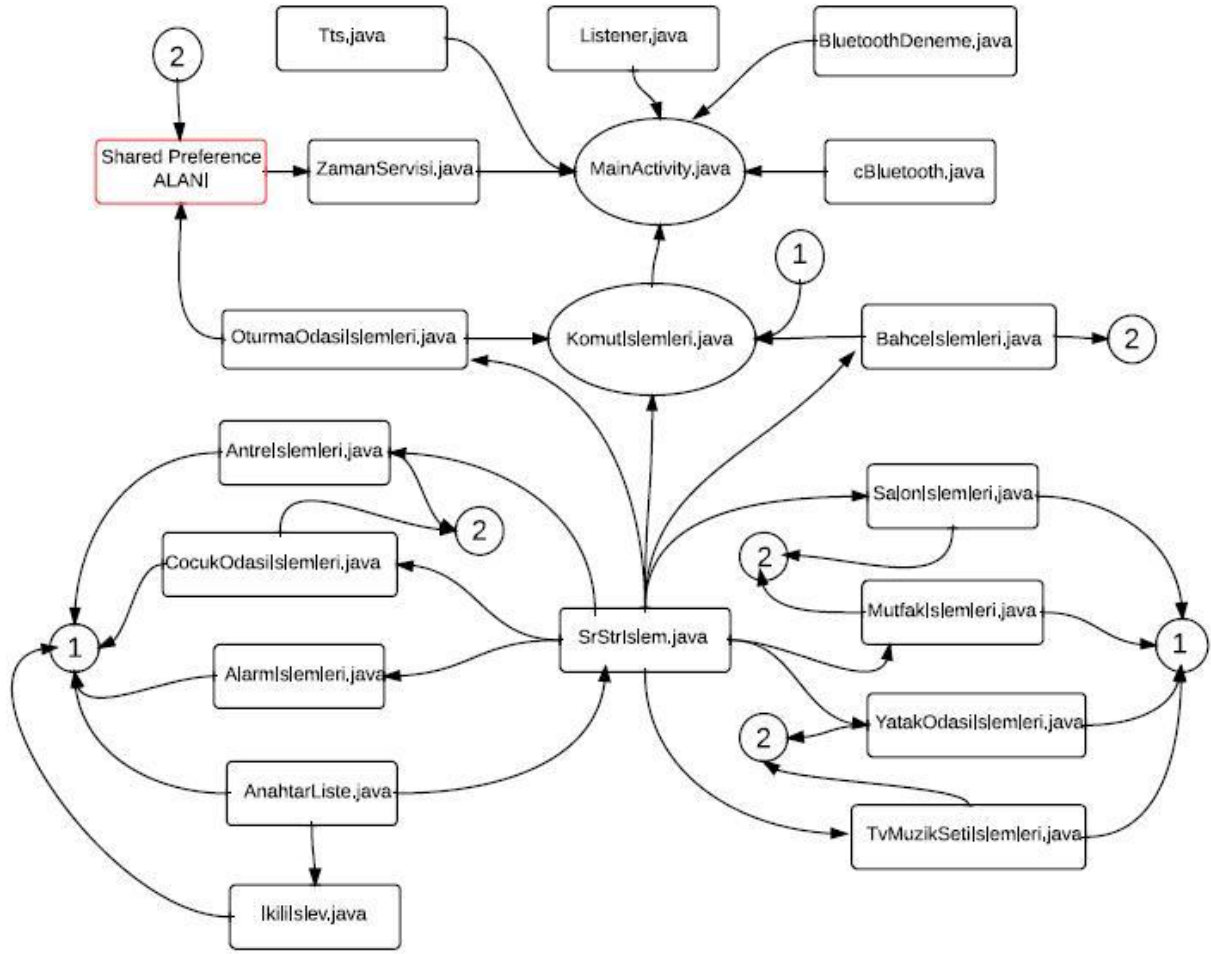 Tts.java
Listener.java
BluetoothDeneme.java
2
Shared Preference
ALANI
ZamanServisi.java
MainActivity.java
cBluetooth.java
1
OturmaOdasiIslemleri.java
KomutIslemleri.java
BahceIslemleri.java
2
AntreIslemleri.java
SalonIslemleri.java
2
CocukOdasiIslemleri.java
2
MutfakIslemleri.java
1
SrStrIslem.java
1
AlarmIslemleri.java
YatakOdasiIslemleri.java
2
AnahtarListe.java
TvMuzikSetiIslemleri.java
IkiliIslev.java